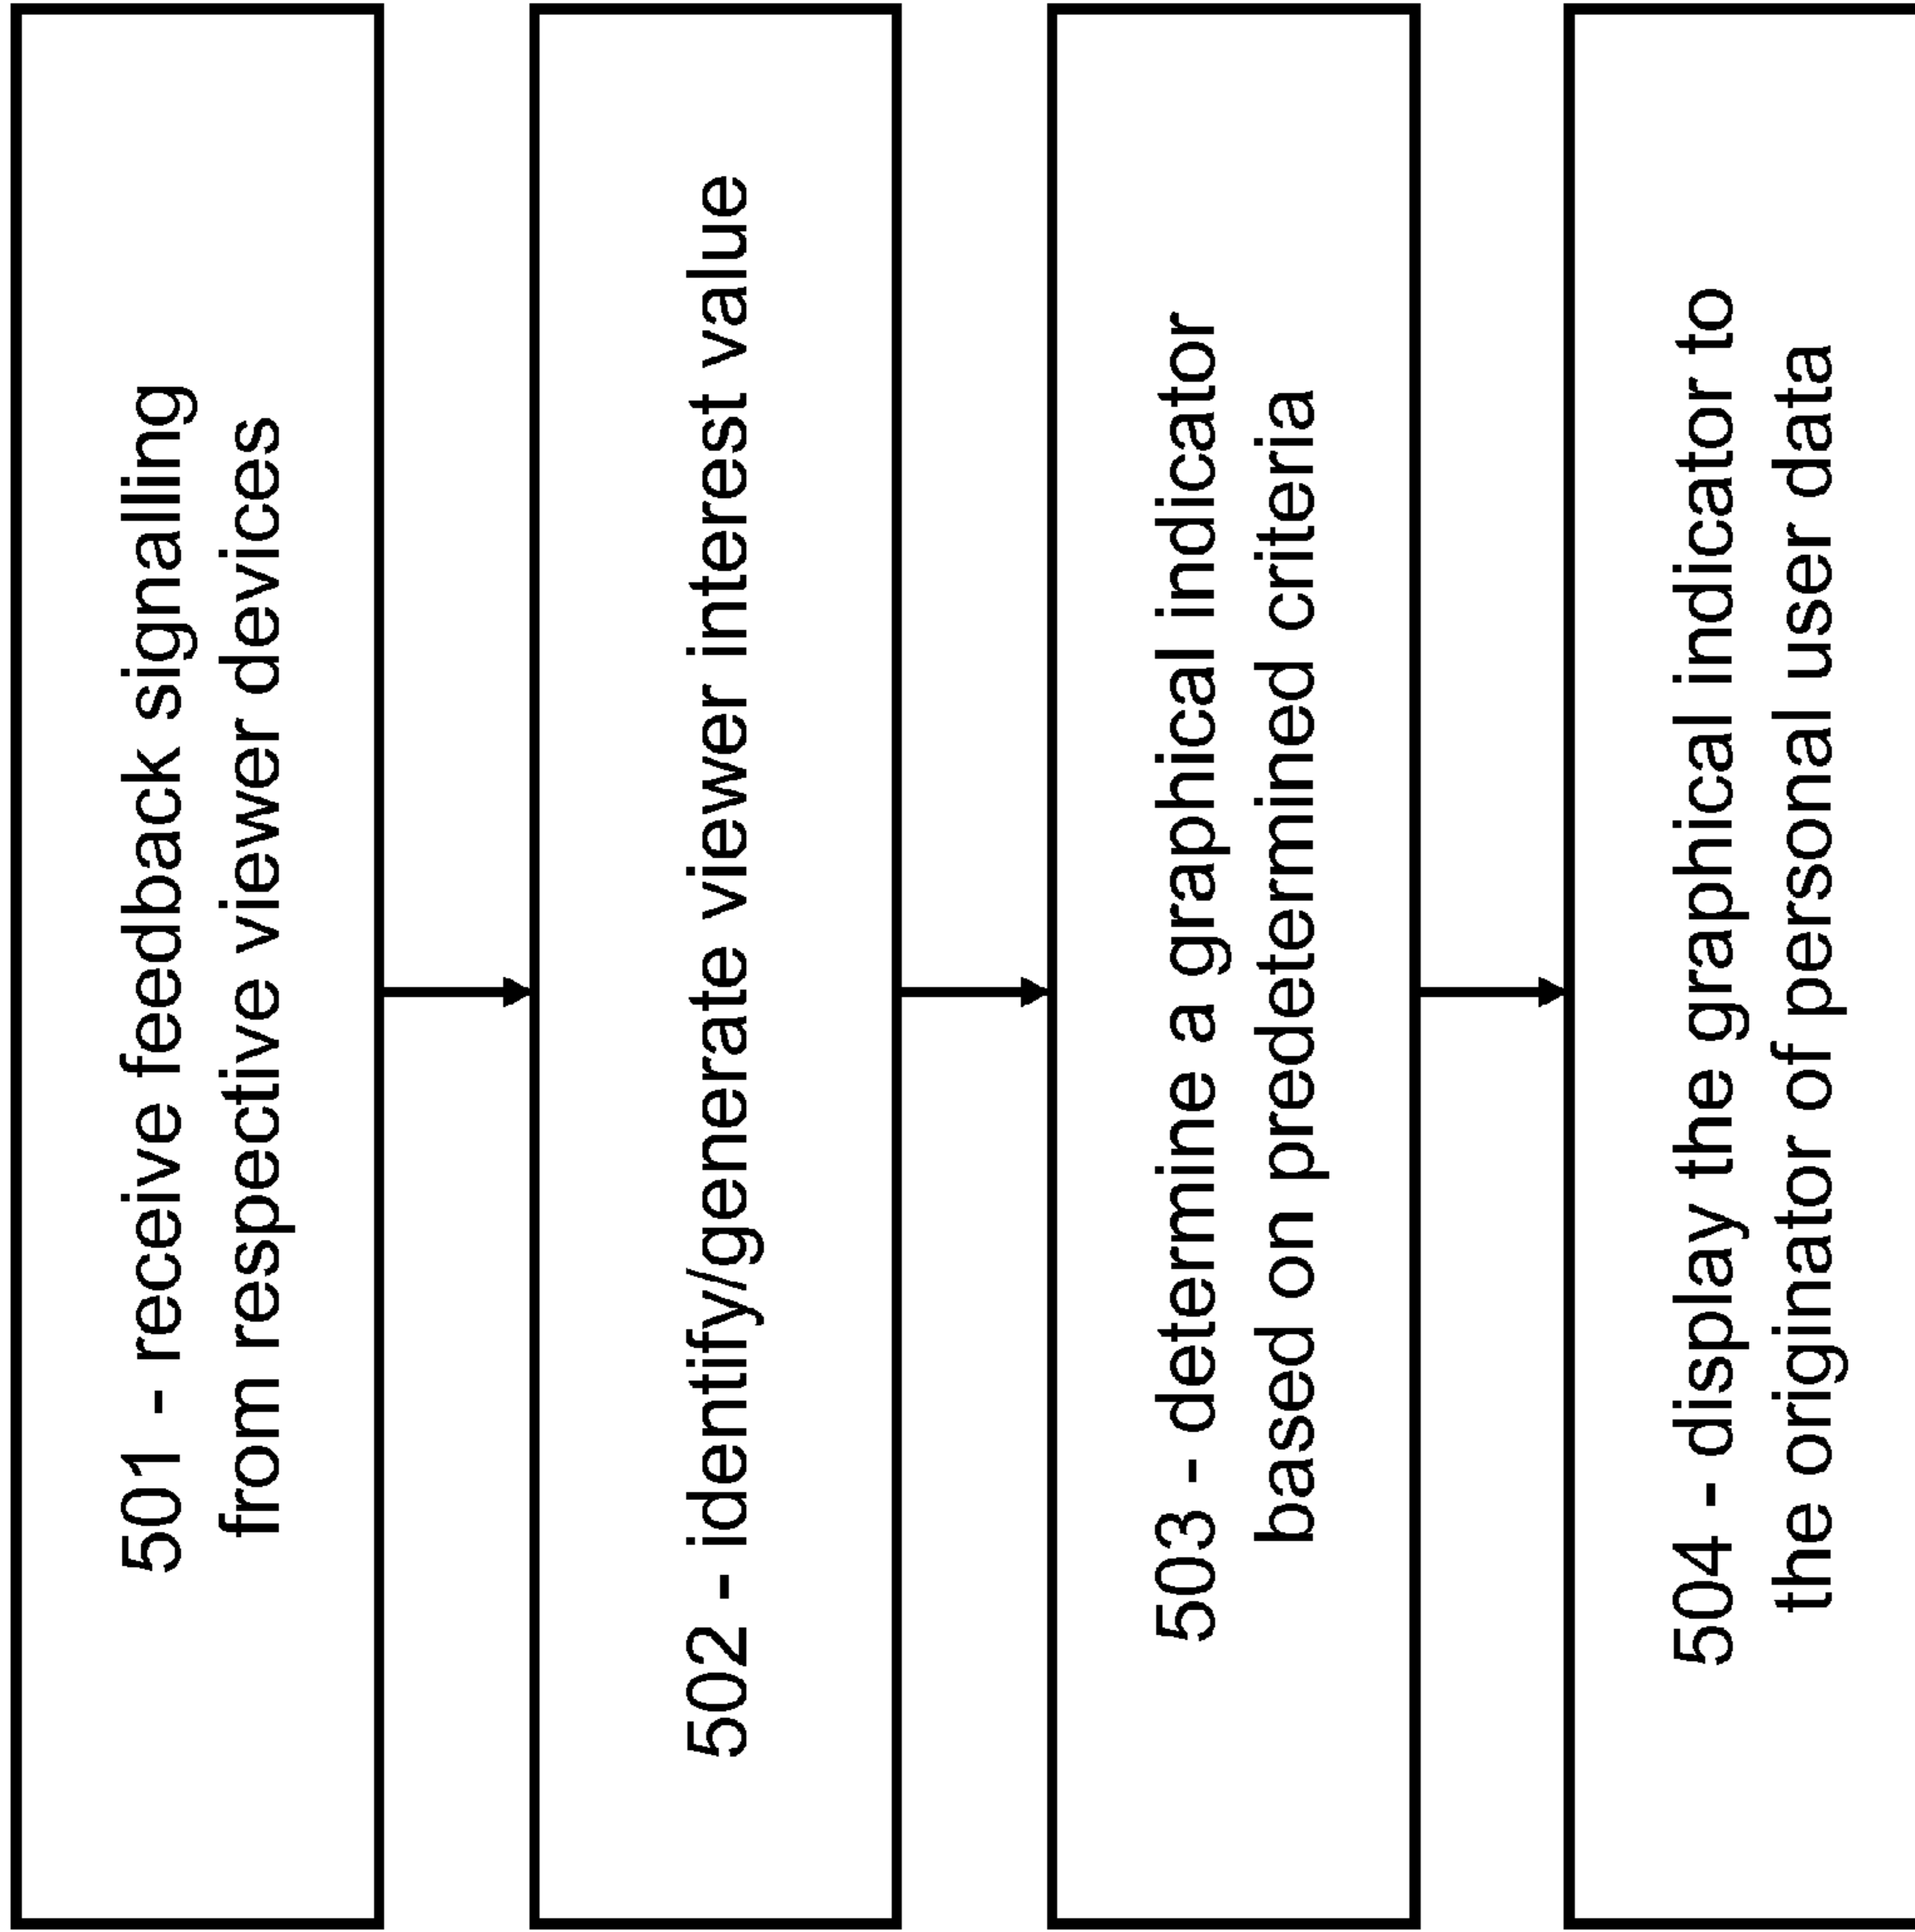 501 - receive feedback signalling
from respective viewer devices
502 - identify/generate viewer interest value
503 - determine a graphical indicator
based on predetermined criteria
504 - display the graphical indicator to
the originator of personal user data